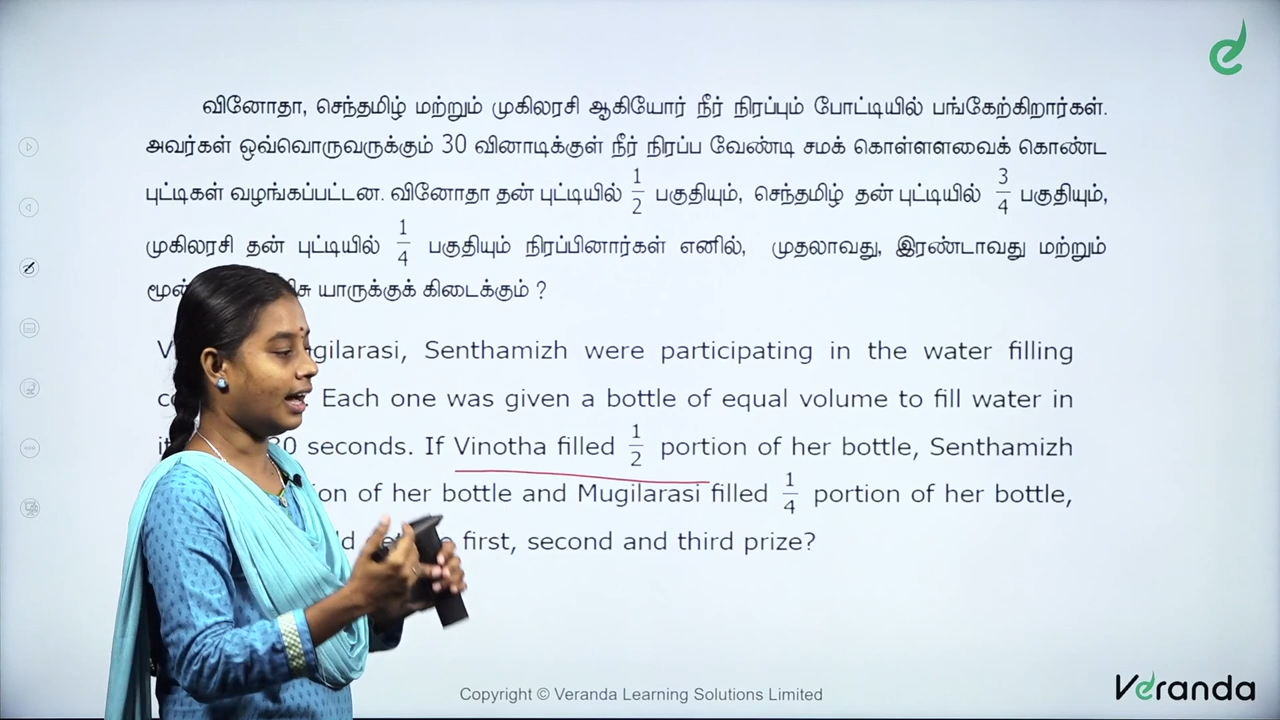 வினோதா, செந்தமிழ் மற்றும் முகிலரசி ஆகியோர் நீர் நிரப்பும் போட்டியில் பங்கேற்கிறார்கள்.
அவர்கள் ஒவ்வொருவருக்கும் 30 வினாடிக்குள் நீர் நிரப்ப வேண்டி சமக் கொள்ளளவைக் கொண்ட
புட்டிகள் வழங்கப்பட்டன. வினோதா தன் புட்டியில் 1/2 பகுதியும், செந்தமிழ் தன் புட்டியில் 3/4 பகுதியும்,
முகிலரசி தன் புட்டியில் 1/4 பகுதியும் நிரப்பினார்கள் எனில், முதலாவது, இரண்டாவது மற்றும்
யாருக்குக் கிடைக்கும் ?
Senthamizh were participating in the water filling
Each one was given a bottle of equal volume to fill water in
seconds. If Vinotha filled 1/2 portion of her bottle, Senthamizh
of her bottle and Mugilarasi filled 1/4 portion of her bottle,
first, second and third prize?
Copyright © Veranda Learning Solutions Limited
Veranda